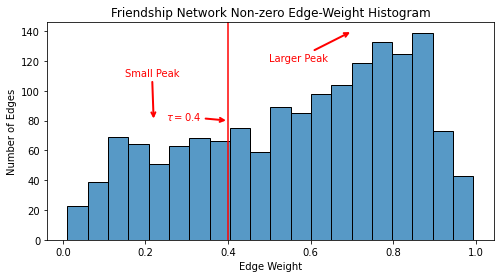 Friendship Network Non-zero Edge-Weight Histogram
140
120
100
80
60
40
20
0
Number of Edges
Small Peak
Larger Peak
τ = 0.4
0.0 0.2 0.4 0.6 0.8 1.0
Edge Weight